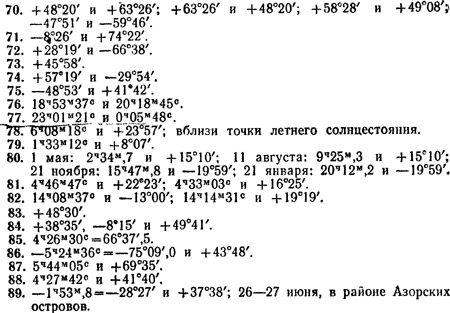 70. +48°20′ и +63°26′; +63°26′ и +48°20′; +58°28′ и +49°08′;
−47°51′ и −59°46′.
71. −8°26′ и +74°22′.
72. +28°19′ и −66°38′.
73. +45°58′.
74. +57°19′ и −29°54′.
75. −48°53′ и +41°42′.
76. 18ч53м37с и 20ч18м45с.
77. 23ч01м21с и 0ч05м48с.
78. 6ч08м18с и +23°57′; вблизи точки летнего солнцестояния.
79. 1ч33м12с и +8°07′.
80. 1 мая: 2ч34м,7 и +15°10′; 11 августа: 9ч25м,3 и +15°10′;
21 ноября: 15ч47м,8 и −19°59′; 21 января: 20ч12м,2 и −19°59′.
81. 4ч46м47с и +22°23′; 4ч33м03с и +16°25′.
82. 14ч08м37с и −13°00′; 14ч14м31с и +19°19′.
83. +48°30′.
84. +38°35′, −8°15′ и +49°41′.
85. 4ч26м30с=66°37′,5.
86. −5ч24м36с=−75°09′,0 и +43°48′.
87. 5ч44м05с и +69°35′.
88. 4ч27м42с и +41°40′.
89. −1ч53м,8=−28°27′ и +37°38′; 26—27 июня, в районе Азорских
островов.